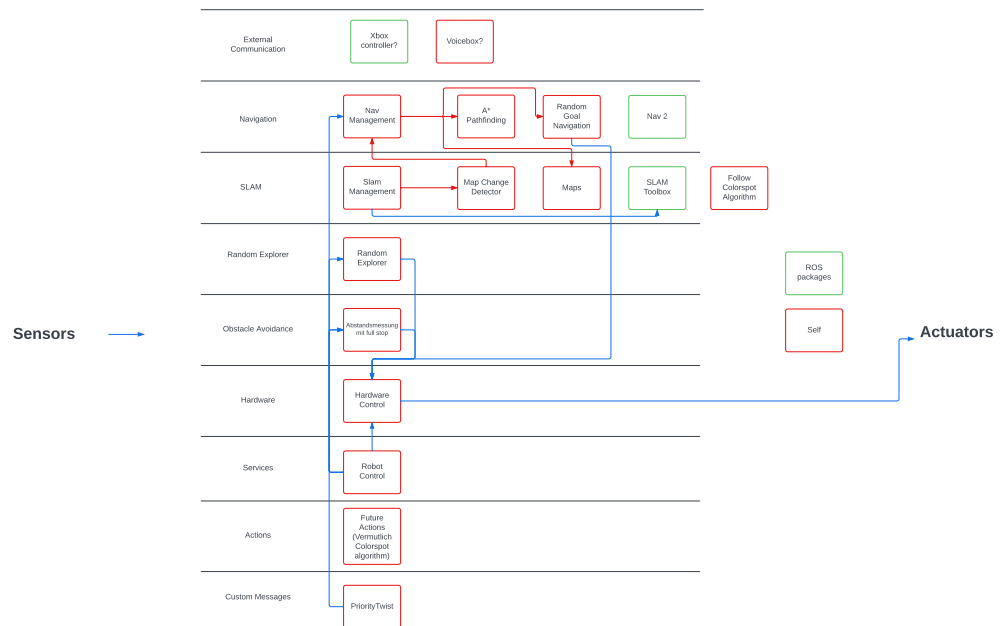 External
Communication
Xbox
controller?
Voicebox?
Navigation
Nav
Management
A*
Pathfinding
Random
Goal
Navigation
Nav 2
SLAM
Slam
Management
Map Change
Detector
Maps
SLAM
Toolbox
Follow
Colorspot
Algorithm
Random Explorer
Random
Explorer
ROS
packages
Obstacle Avoidance
Abstandsmessung
mit full stop
Self
Sensors
Actuators
Hardware
Hardware
Control
Services
Robot
Control
Actions
Future
Actions
(Vermutlich
Colorspot
algorithm)
Custom Messages
PriorityTwist